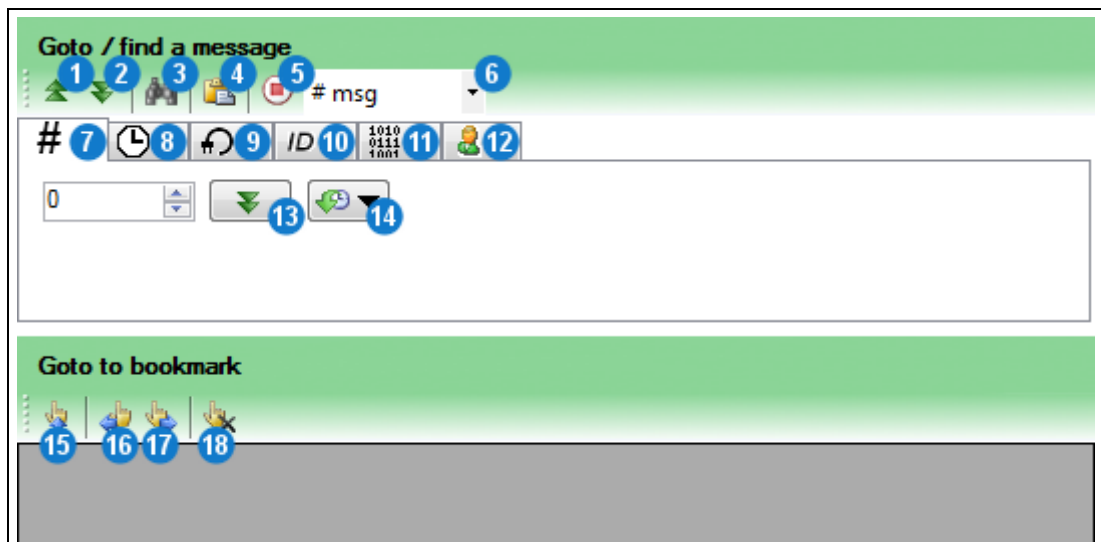 Goto / find a message
1 2 3 4 5 # msg 6
# 7 8 9 ID 10 1010 0111 1001 11 12
0 13 14
Goto to bookmark
15 16 17 18